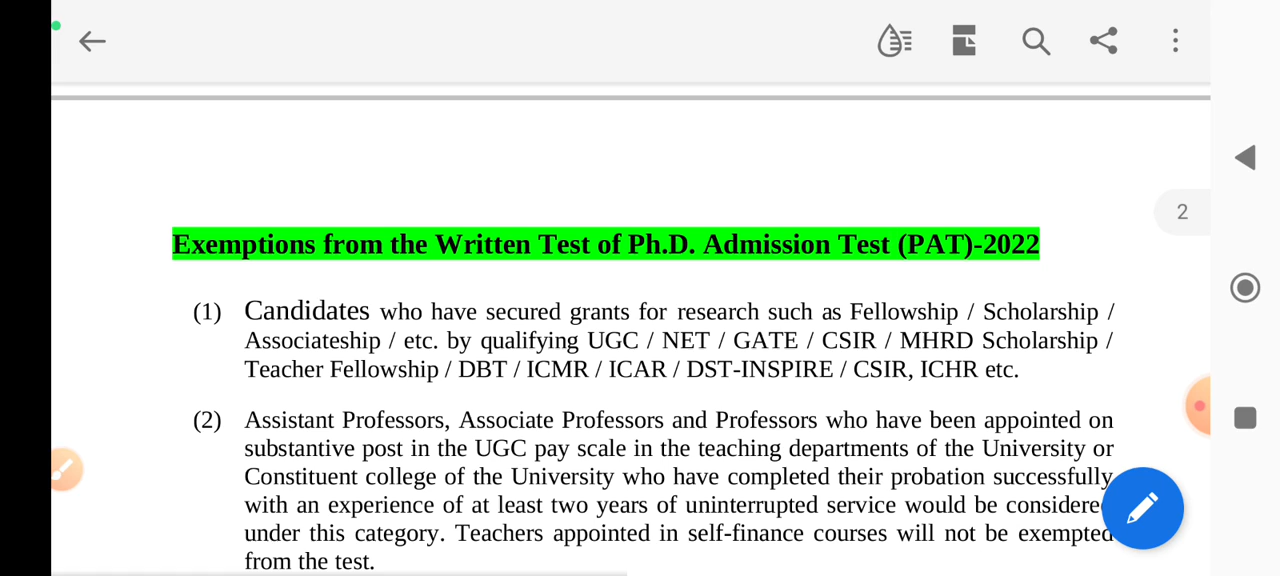 2
Exemptions from the Written Test of Ph.D. Admission Test (PAT)-2022
(1) Candidates who have secured grants for research such as Fellowship / Scholarship /
Associateship / etc. by qualifying UGC / NET / GATE / CSIR / MHRD Scholarship /
Teacher Fellowship / DBT / ICMR / ICAR / DST-INSPIRE / CSIR, ICHR etc.
(2) Assistant Professors, Associate Professors and Professors who have been appointed on
substantive post in the UGC pay scale in the teaching departments of the University or
Constituent college of the University who have completed their probation successfully
with an experience of at least two years of uninterrupted service would be considered
under this category. Teachers appointed in self-finance courses will not be exempted
from the test.